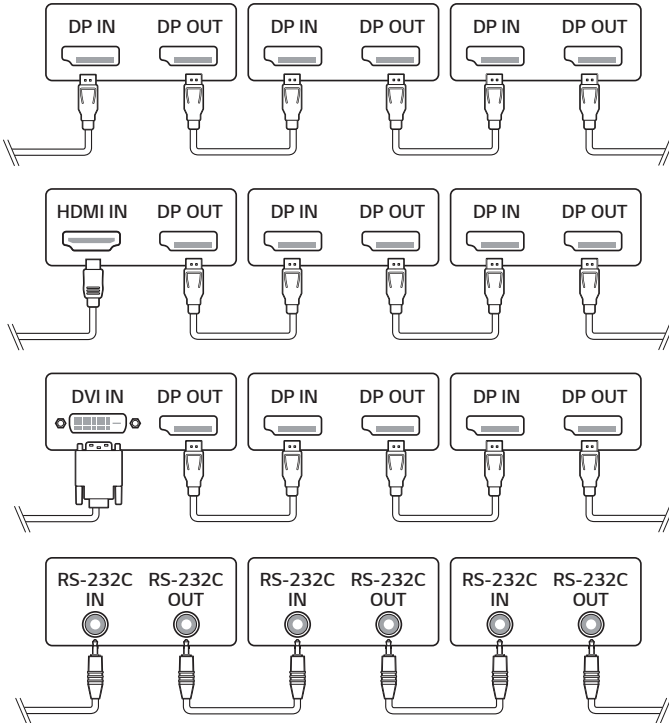 DP IN DP OUT DP IN DP OUT DP IN DP OUT
HDMI IN DP OUT DP IN DP OUT DP IN DP OUT
DVI IN DP OUT DP IN DP OUT DP IN DP OUT
RS-232C RS-232C RS-232C RS-232C RS-232C RS-232C
IN OUT IN OUT IN OUT